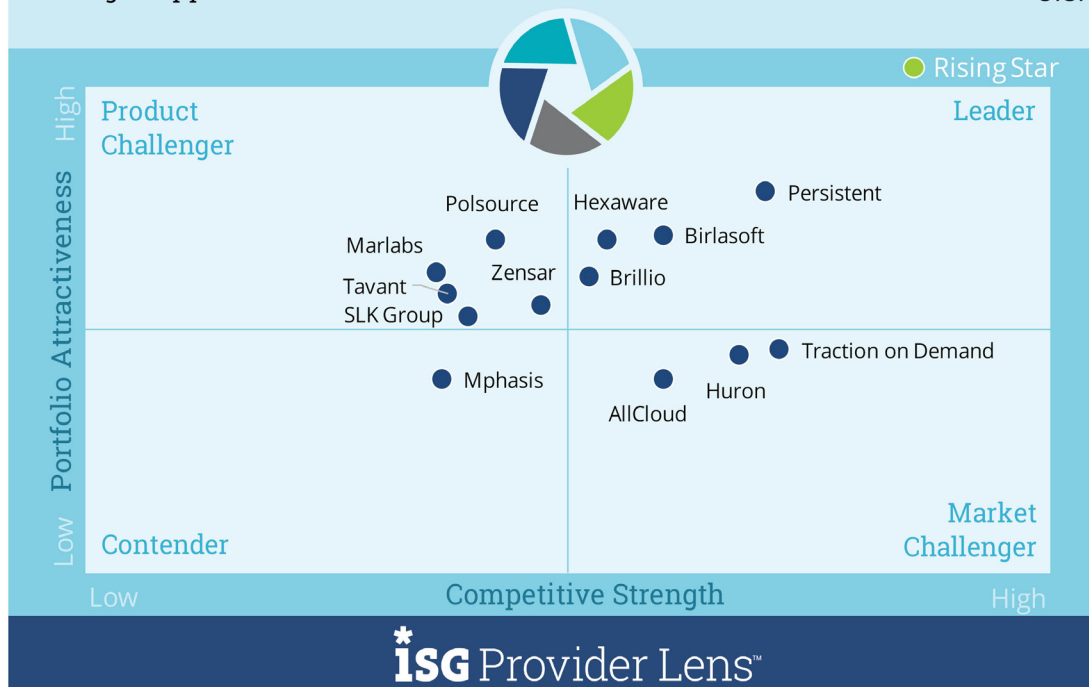 Rising Star
Product
Challenger
Leader
High
Portfolio Attractiveness
Low
Polsource
Hexaware
Persistent
Birlasoft
Marlabs
Zensar
Brillio
Tavant
SLK Group
Traction on Demand
Mphasis
Huron
AllCloud
Contender
Market
Challenger
Low
Competitive Strength
High
iSG Provider Lens™